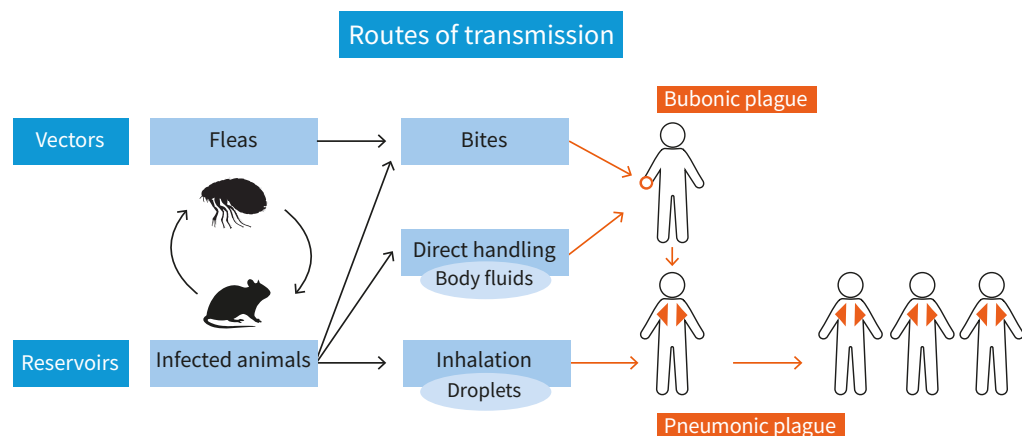 Routes of transmission
Bubonic plague
Vectors
Fleas
Bites
Direct handling
Body fluids
Reservoirs
Infected animals
Inhalation
Droplets
Pneumonic plague